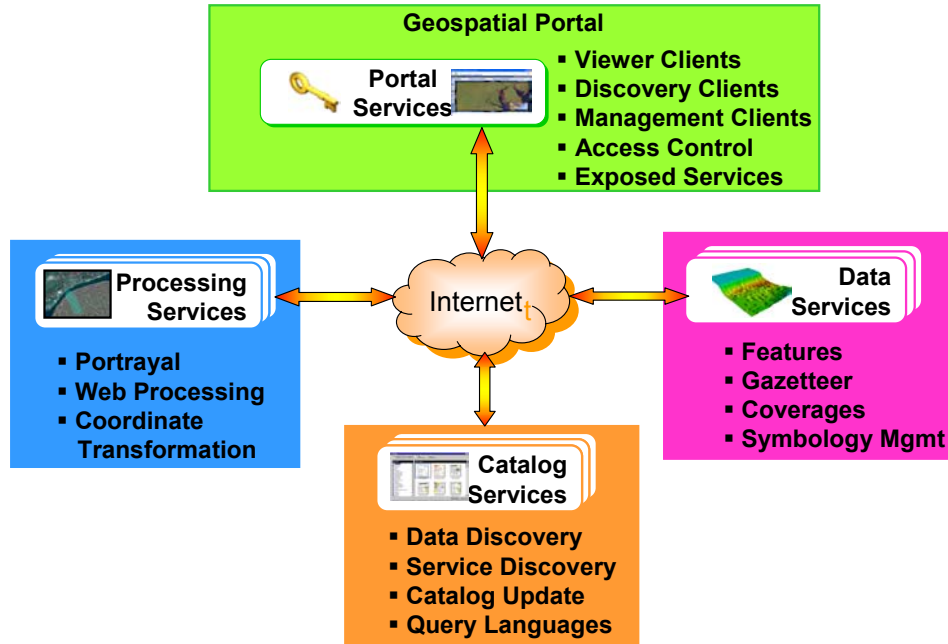 Geospatial Portal
Portal
Services
▪ Viewer Clients
▪ Discovery Clients
▪ Management Clients
▪ Access Control
▪ Exposed Services
Processing
Services
▪ Portrayal
▪ Web Processing
▪ Coordinate
Transformation
Internet
t
Data
Services
▪ Features
▪ Gazetteer
▪ Coverages
▪ Symbology Mgmt
Catalog
Services
▪ Data Discovery
▪ Service Discovery
▪ Catalog Update
▪ Query Languages